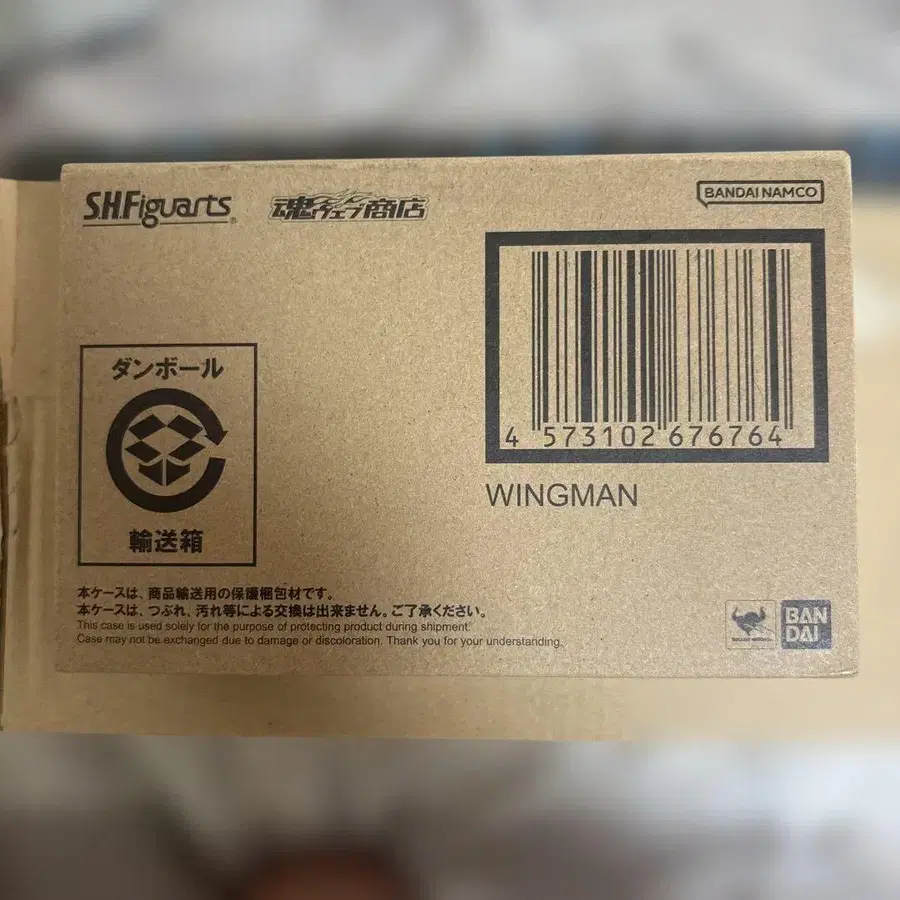 S.H.Figuarts®
魂ウェブ商店
BANDAI NAMCO
4 573102 676764
WINGMAN
ダンボール
輸送箱
本ケースは、商品輸送用の保護梱包材です。
本ケースは、つぶれ、汚れ等による交換は出来ません。ご了承ください。
This case is used solely for the purpose of protecting product during shipment.
Case may not be exchanged due to damage or discoloration. Thank you for your understanding.
BAN
DAI